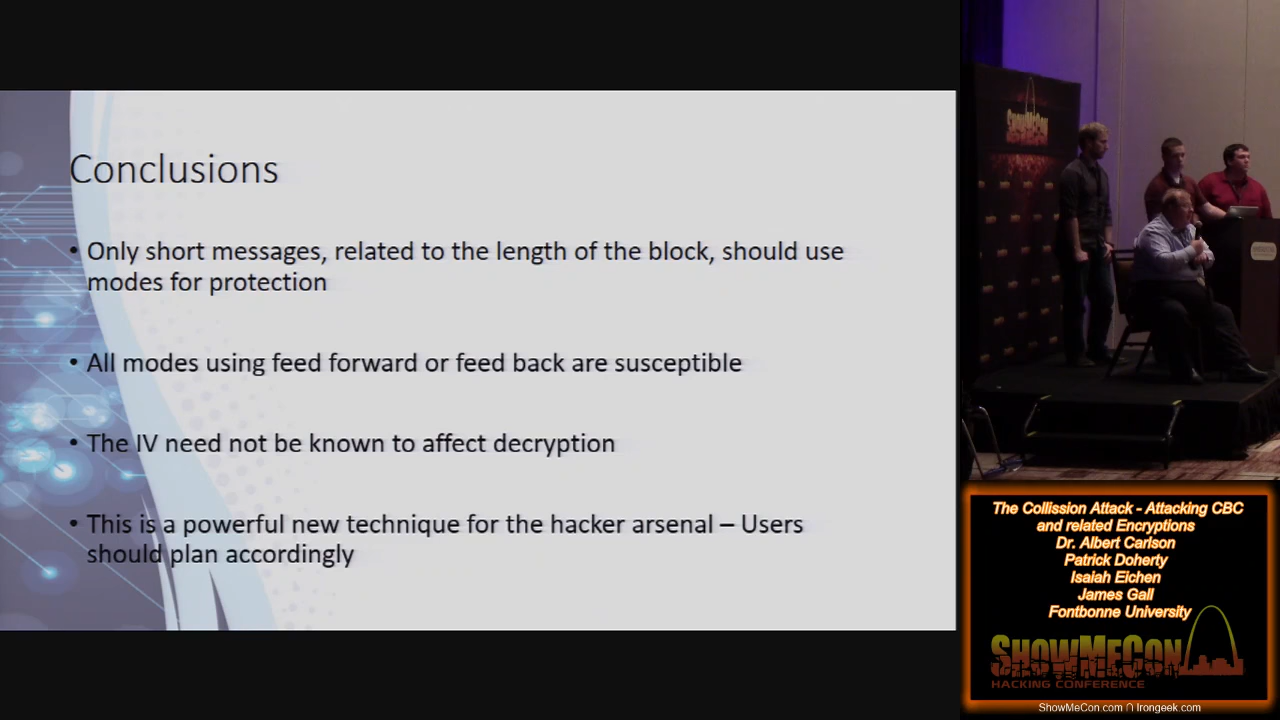 Conclusions
• Only short messages, related to the length of the block, should use
modes for protection
• All modes using feed forward or feed back are susceptible
• The IV need not be known to affect decryption
• This is a powerful new technique for the hacker arsenal – Users
should plan accordingly
SHOWMECON
The Collission Attack - Attacking CBC
and related Encryptions
Dr. Albert Carlson
Patrick Doherty
Isaiah Eichen
James Gall
Fontbonne University
SHOWMECON
HACKING CONFERENCE
ShowMeCon.com ∩ Irongeek.com